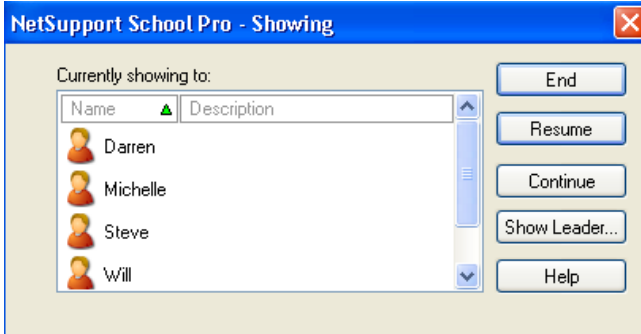 NetSupport School Pro - Showing
Currently showing to:
Name Description
Darren
Michelle
Steve
Will
End
Resume
Continue
Show Leader...
Help